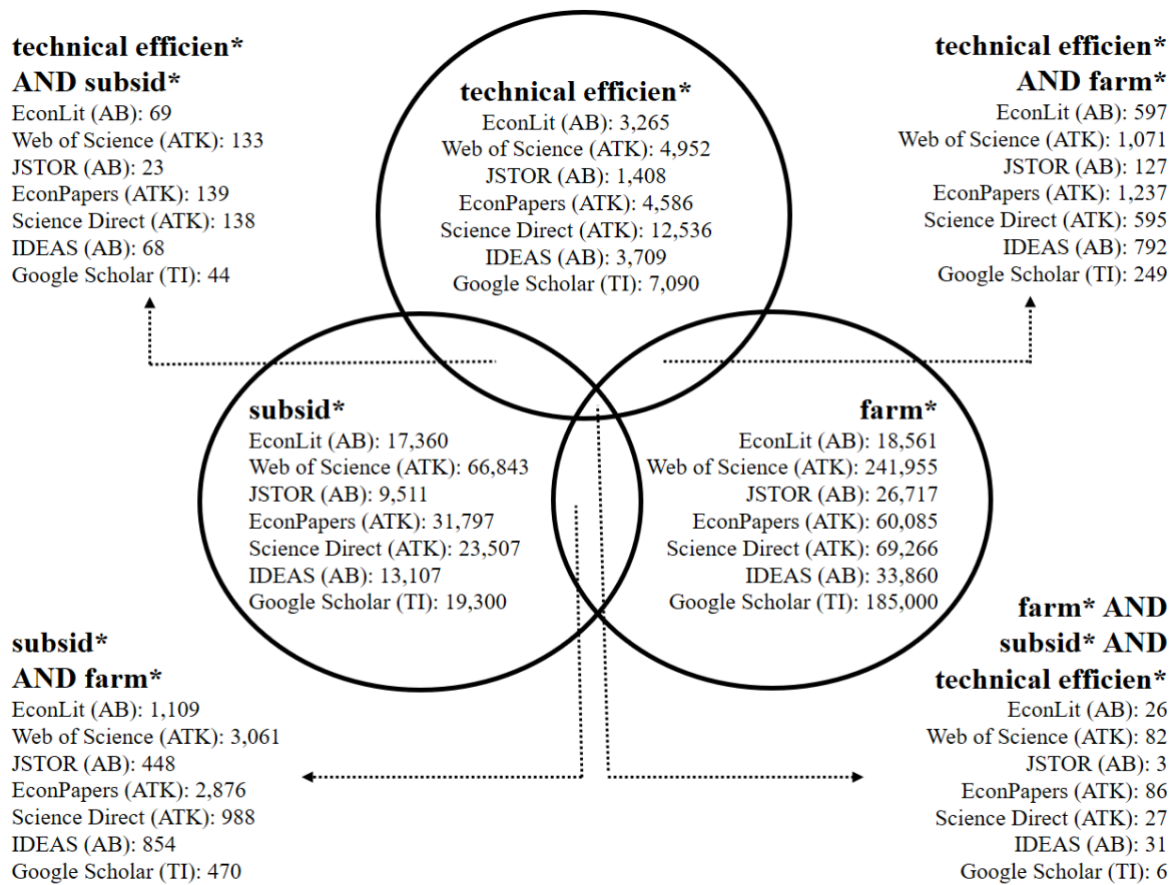 technical efficien*
AND subsid*
EconLit (AB): 69
Web of Science (ATK): 133
JSTOR (AB): 23
EconPapers (ATK): 139
Science Direct (ATK): 138
IDEAS (AB): 68
Google Scholar (TI): 44
technical efficien*
EconLit (AB): 3,265
Web of Science (ATK): 4,952
JSTOR (AB): 1,408
EconPapers (ATK): 4,586
Science Direct (ATK): 12,536
IDEAS (AB): 3,709
Google Scholar (TI): 7,090
technical efficien*
AND farm*
EconLit (AB): 597
Web of Science (ATK): 1,071
JSTOR (AB): 127
EconPapers (ATK): 1,237
Science Direct (ATK): 595
IDEAS (AB): 792
Google Scholar (TI): 249
subsid*
EconLit (AB): 17,360
Web of Science (ATK): 66,843
JSTOR (AB): 9,511
EconPapers (ATK): 31,797
Science Direct (ATK): 23,507
IDEAS (AB): 13,107
Google Scholar (TI): 19,300
farm*
EconLit (AB): 18,561
Web of Science (ATK): 241,955
JSTOR (AB): 26,717
EconPapers (ATK): 60,085
Science Direct (ATK): 69,266
IDEAS (AB): 33,860
Google Scholar (TI): 185,000
subsid*
AND farm*
EconLit (AB): 1,109
Web of Science (ATK): 3,061
JSTOR (AB): 448
EconPapers (ATK): 2,876
Science Direct (ATK): 988
IDEAS (AB): 854
Google Scholar (TI): 470
farm* AND
subsid* AND
technical efficien*
EconLit (AB): 26
Web of Science (ATK): 82
JSTOR (AB): 3
EconPapers (ATK): 86
Science Direct (ATK): 27
IDEAS (AB): 31
Google Scholar (TI): 6